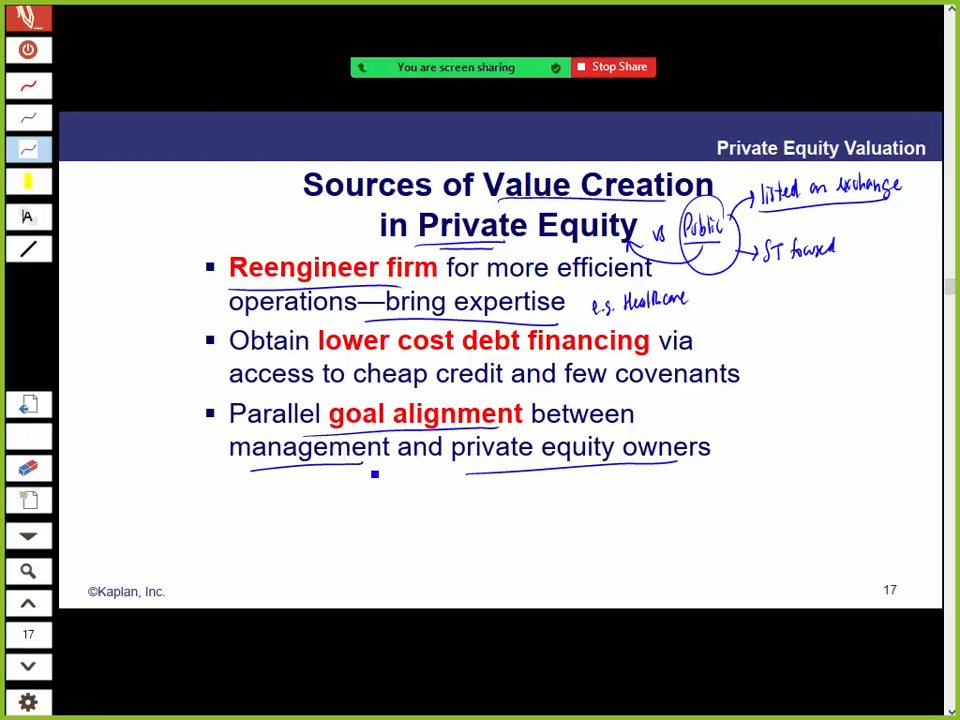 You are screen sharing
Stop Share
Private Equity Valuation
Sources of Value Creation
in Private Equity
vs Public
listed on exchange
ST focused
▪ Reengineer firm for more efficient
operations—bring expertise
e.g. Healthcare
▪ Obtain lower cost debt financing via
access to cheap credit and few covenants
▪ Parallel goal alignment between
management and private equity owners
©Kaplan, Inc.
17
A
17